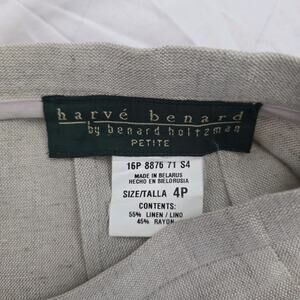 harvé benard
by benard holtzman
PETITE
16P 8876 71 S4
MADE IN BELARUS
HECHO EN BIELORUSIA
SIZE/TALLA 4P
CONTENTS:
55% LINEN / LINO
45% RAYON